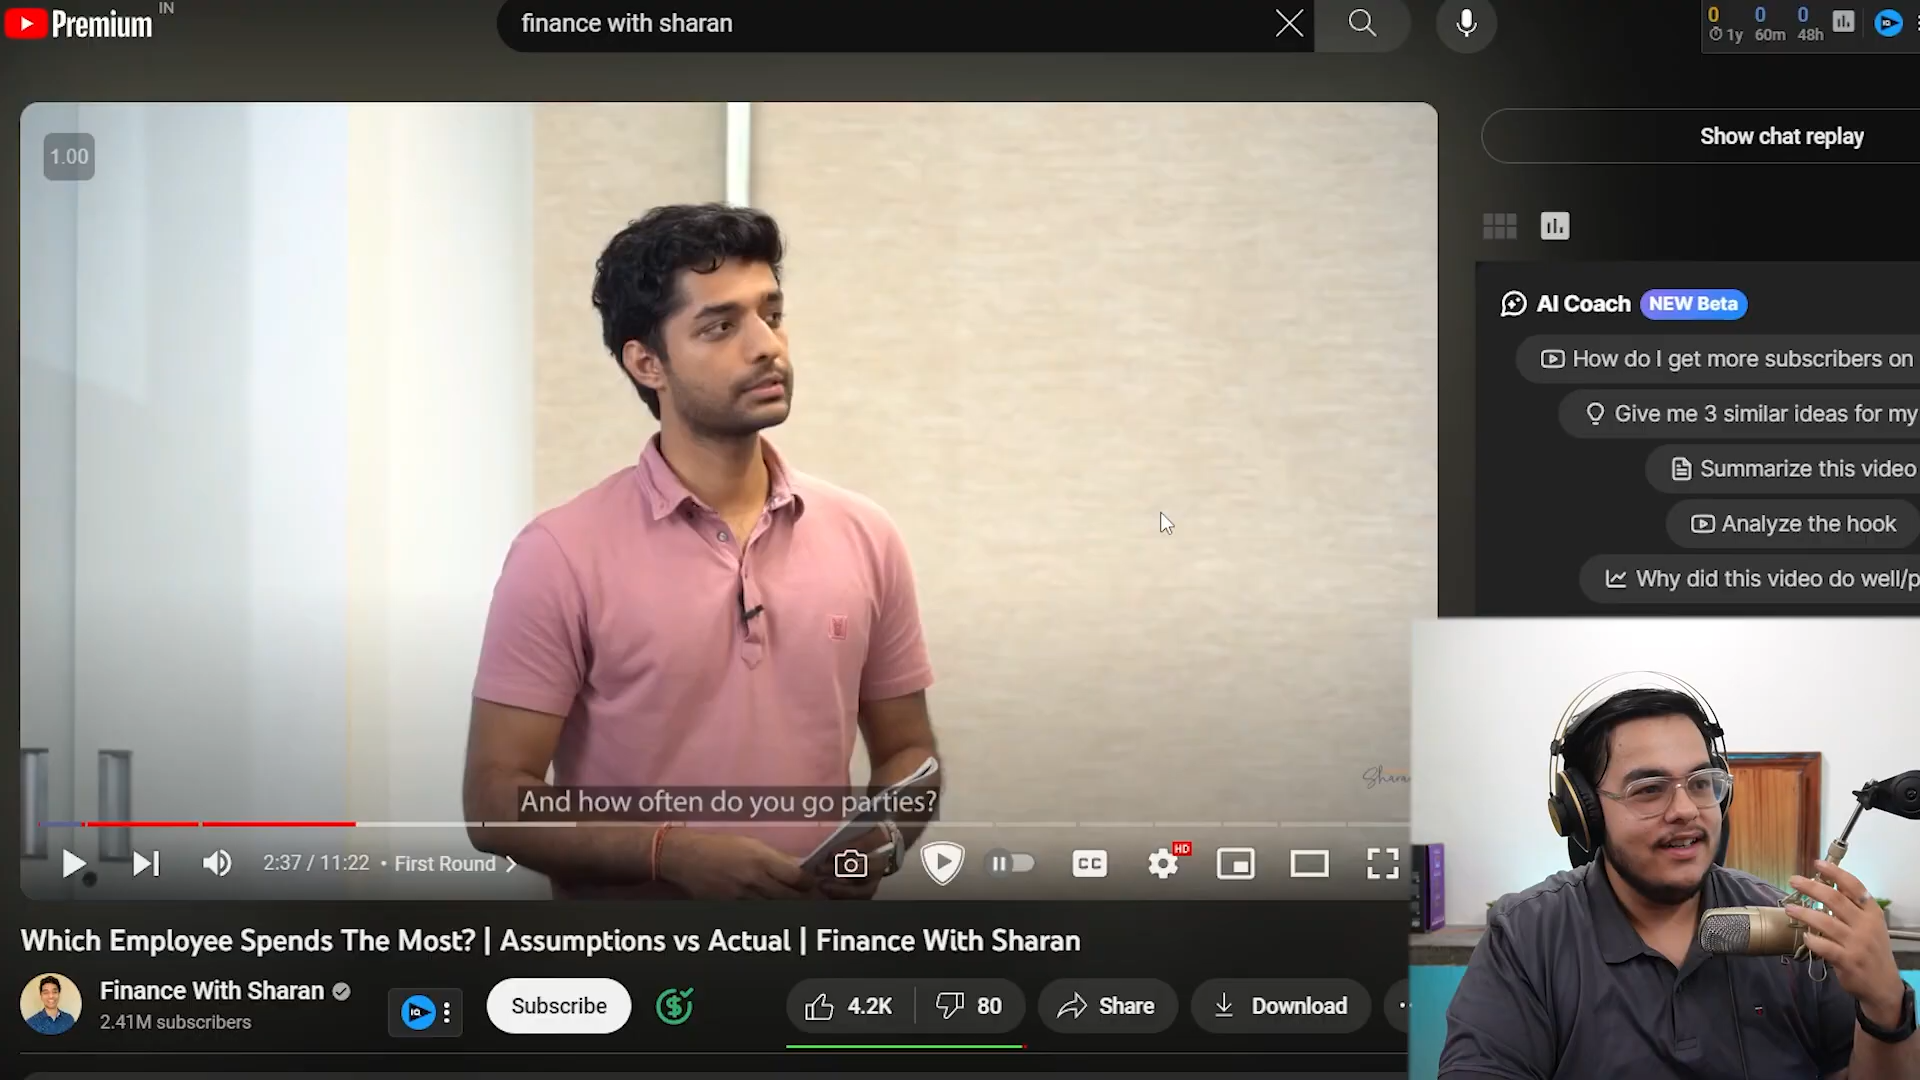 Premium IN
finance with sharan
0 0 0
1y 60m 48h
1.00
Show chat replay
AI Coach NEW Beta
How do I get more subscribers on
Give me 3 similar ideas for my
Summarize this video
Analyze the hook
Why did this video do well/p
Shara
And how often do you go parties?
2:37 / 11:22 • First Round
CC
HD
Which Employee Spends The Most? | Assumptions vs Actual | Finance With Sharan
Finance With Sharan
2.41M subscribers
IQ
Subscribe
4.2K
80
Share
Download